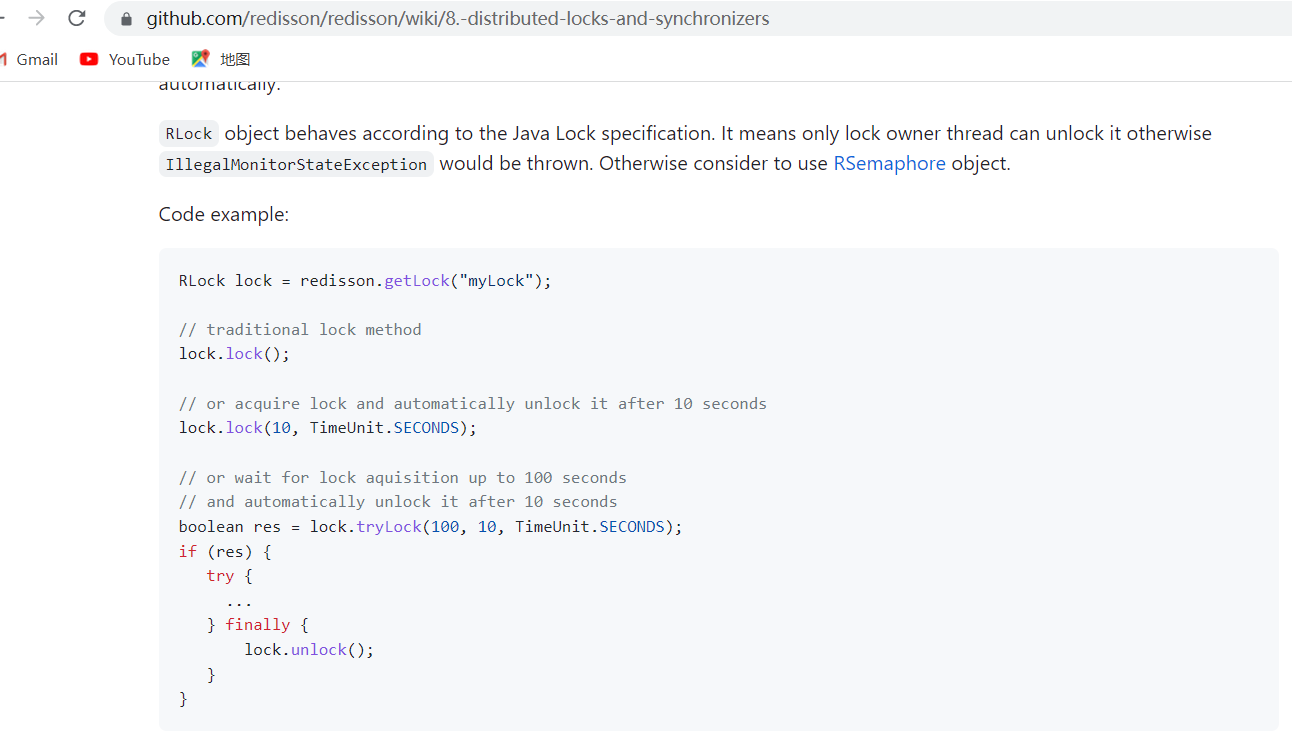 github.com/redisson/redisson/wiki/8.-distributed-locks-and-synchronizers
Gmail YouTube 地图
automatically.
RLock object behaves according to the Java Lock specification. It means only lock owner thread can unlock it otherwise
IllegalMonitorStateException would be thrown. Otherwise consider to use RSemaphore object.
Code example:
RLock lock = redisson.getLock("myLock");
// traditional lock method
lock.lock();
// or acquire lock and automatically unlock it after 10 seconds
lock.lock(10, TimeUnit.SECONDS);
// or wait for lock aquisition up to 100 seconds
// and automatically unlock it after 10 seconds
boolean res = lock.tryLock(100, 10, TimeUnit.SECONDS);
if (res) {
try {
...
} finally {
lock.unlock();
}
}